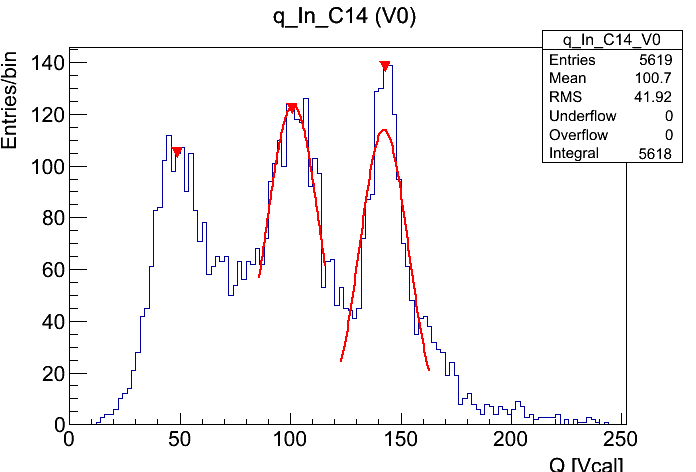 q_In_C14 (V0)
q_In_C14_V0
Entries 5619
Mean 100.7
RMS 41.92
Underflow 0
Overflow 0
Integral 5618
Entries/bin
140
120
100
80
60
40
20
0
0 50 100 150 200 250
Q [Vcal]